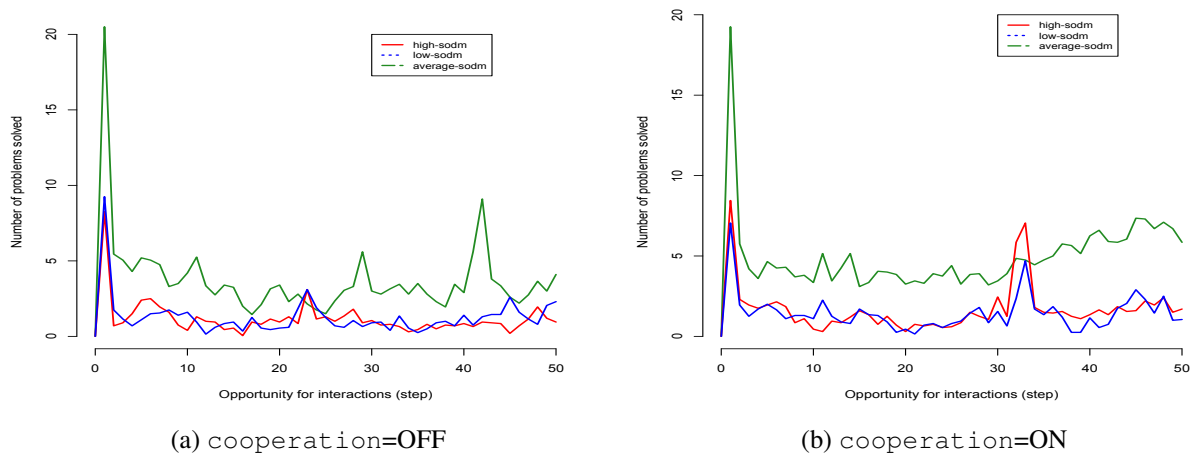 high-sodm
low-sodm
average-sodm
Number of problems solved
20
15
10
5
0
0 10 20 30 40 50
Opportunity for interactions (step)
(a) cooperation=OFF
high-sodm
low-sodm
average-sodm
Number of problems solved
20
15
10
5
0
0 10 20 30 40 50
Opportunity for interactions (step)
(b) cooperation=ON